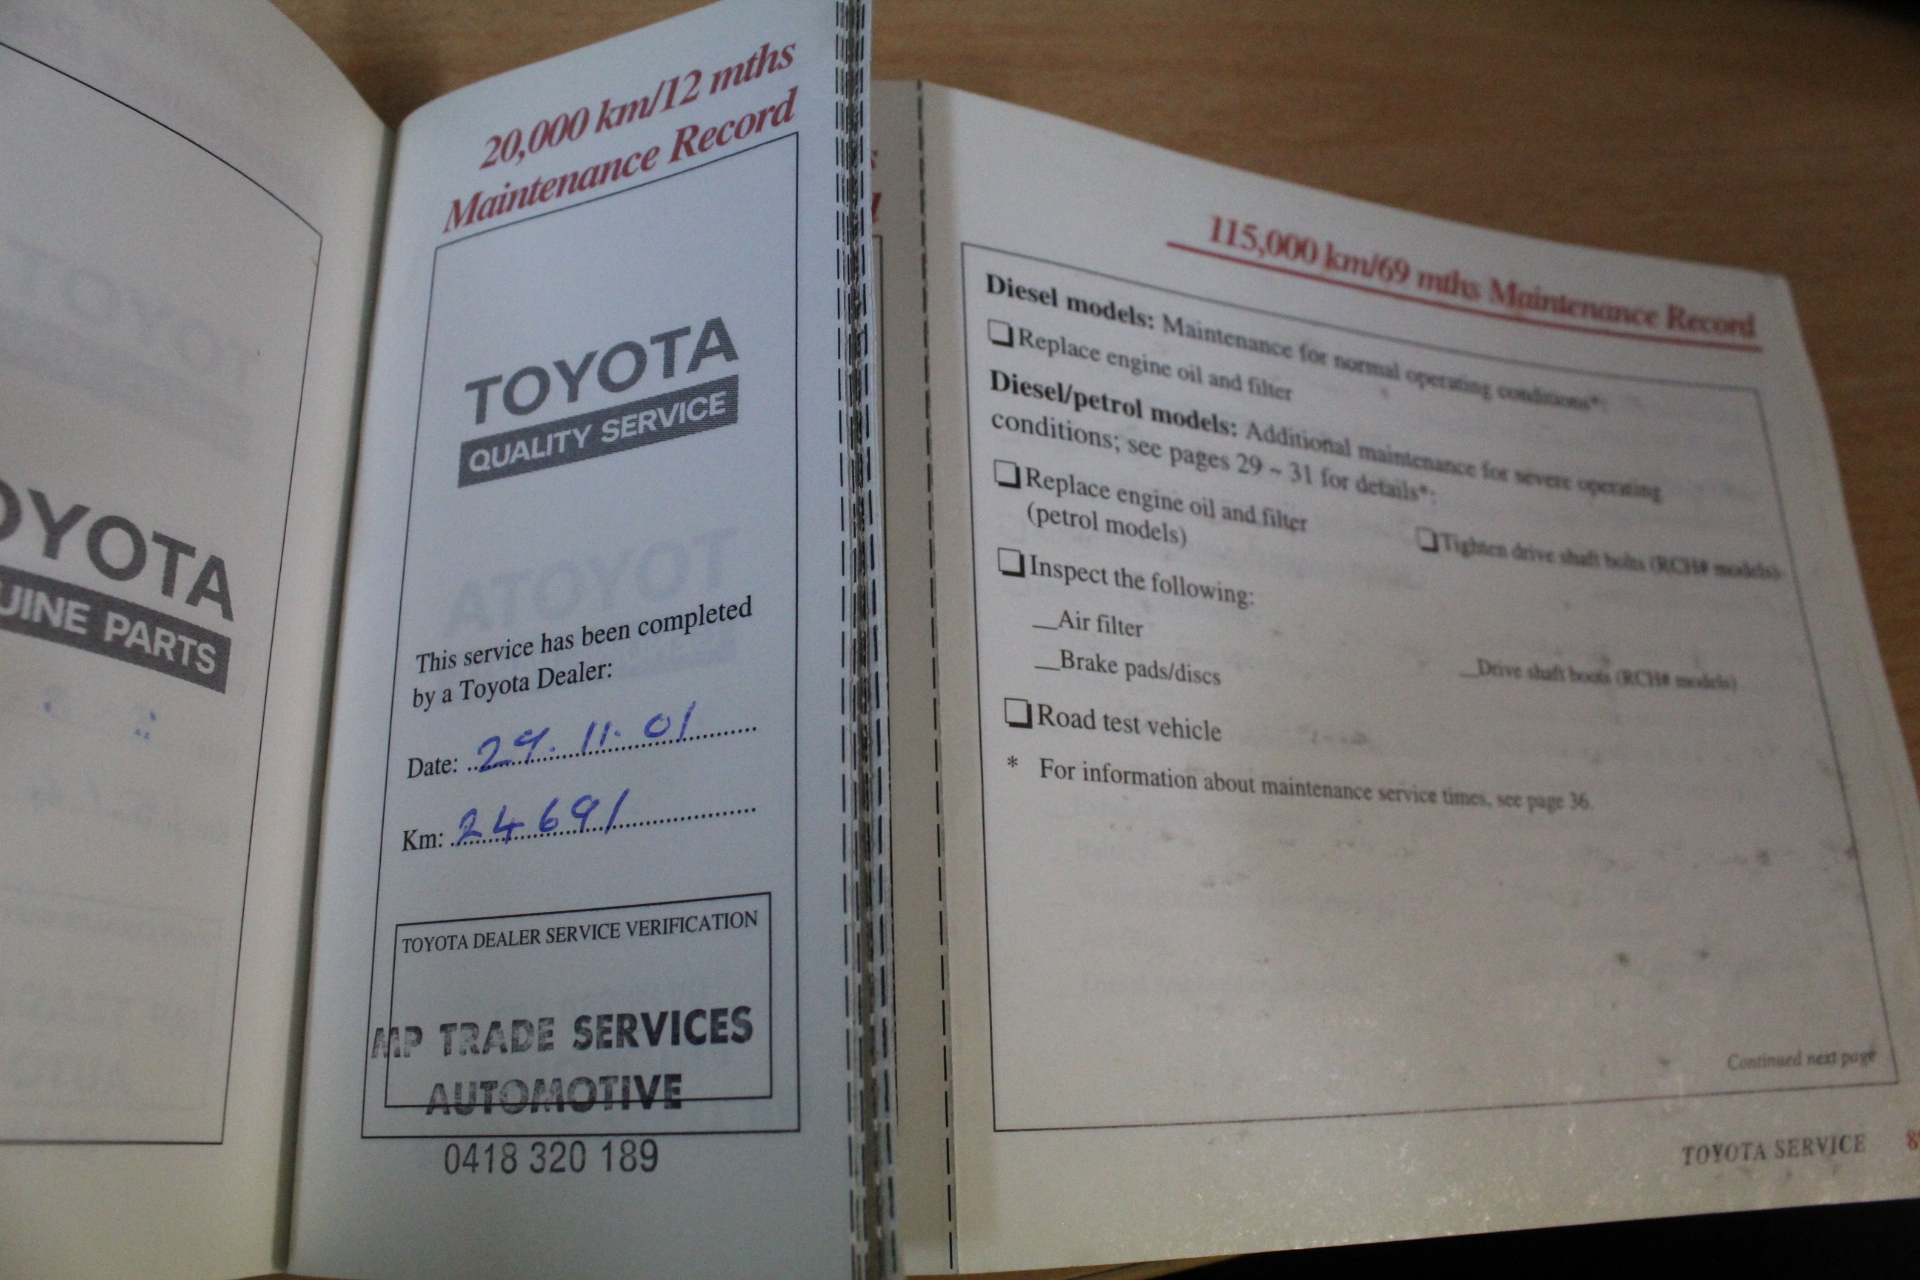 OYOTA
UINE PARTS
20,000 km/12 mths
Maintenance Record
TOYOTA
QUALITY SERVICE
This service has been completed
by a Toyota Dealer:
Date: 29.11.01
Km: 24691
TOYOTA DEALER SERVICE VERIFICATION
MP TRADE SERVICES
AUTOMOTIVE
0418 320 189
115,000 km/69 mths Maintenance Record
Diesel models: Maintenance for normal operating conditions*:
Replace engine oil and filter
Diesel/petrol models: Additional maintenance for severe operating
conditions; see pages 29 ~ 31 for details*:
Replace engine oil and filter
(petrol models)
Tighten drive shaft bolts (RCH# models)
Inspect the following:
Air filter
Brake pads/discs
Drive shaft boots (RCH# models)
Road test vehicle
* For information about maintenance service times, see page 36.
Continued next page
TOYOTA SERVICE